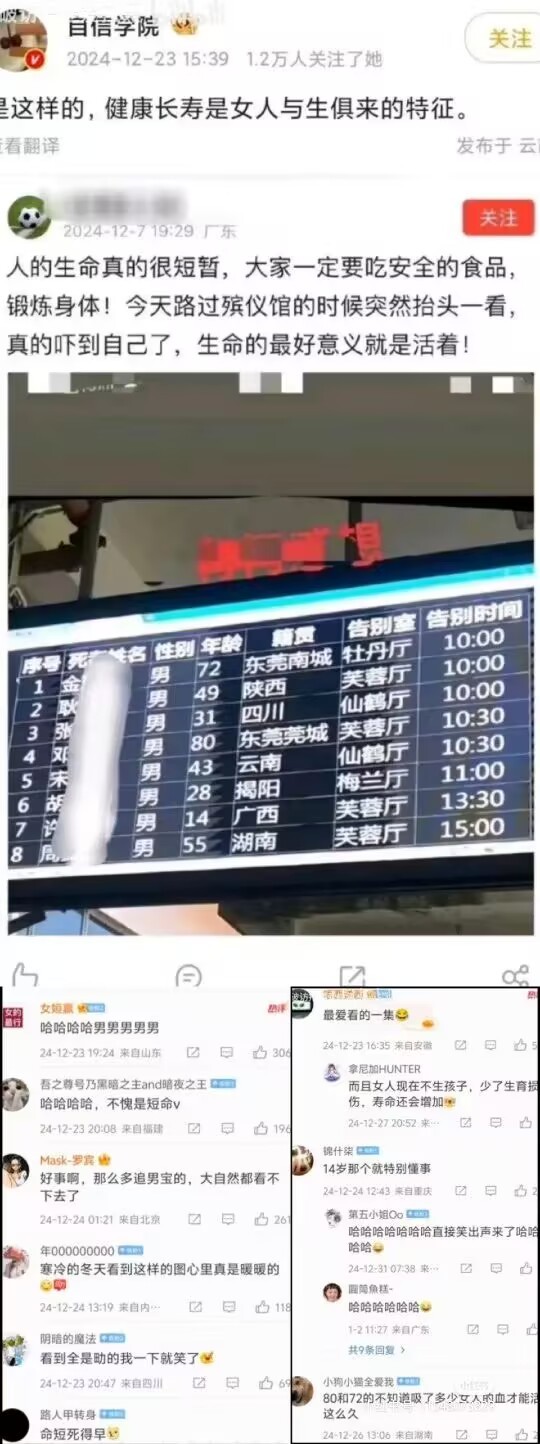 自信学院
2024-12-23 15:39 1.2万人关注了她
关注
是这样的，健康长寿是女人与生俱来的特征。
查看翻译
发布于 云南
2024-12-7 19:29 广东
关注
人的生命真的很短暂，大家一定要吃安全的食品，
锻炼身体！今天路过殡仪馆的时候突然抬头一看，
真的吓到自己了，生命的最好意义就是活着！
序号 死者姓名 性别 年龄 籍贯 告别室 告别时间
1 金 男 72 东莞南城 牡丹厅 10:00
2 耿 男 49 陕西 芙蓉厅 10:00
3 张 男 31 四川 仙鹤厅 10:00
4 邓 男 80 东莞莞城 芙蓉厅 10:30
5 宋 男 43 云南 仙鹤厅 10:30
6 胡 男 28 揭阳 梅兰厅 11:00
7 许 男 14 广西 芙蓉厅 13:30
8 周 男 55 湖南 芙蓉厅 15:00
女的最行
女短赢
热评
哈哈哈哈男男男男男
24-12-23 19:24 来自山东
306
吾之尊号乃黑暗之主and暗夜之王
哈哈哈哈，不愧是短命v
24-12-23 20:08 来自福建
196
Mask-罗宾
好事啊，那么多追男宝的，大自然都看不
下去了
24-12-24 01:21 来自北京
261
年000000000
寒冷的冬天看到这样的图心里真是暖暖的
24-12-24 13:19 来自内…
118
阴暗的魔法
看到全是助的我一下就笑了
24-12-23 20:47 来自四川
69
路人甲转身
命短死得早
最爱看的一集
24-12-23 16:35 来自安徽
拿尼加HUNTER
而且女人现在不生孩子，少了生育损
伤，寿命还会增加
24-12-27 20:52 来…
锦什柒
14岁那个就特别懂事
24-12-24 12:43 来自重庆
第五小姐Oo
哈哈哈哈哈哈哈直接笑出声来了哈哈
哈哈
24-12-31 07:38 来…
圆简魚糕-
哈哈哈哈哈哈
1-2 11:27 来自广东
共9条回复
小狗小猫全爱我
80和72的不知道吸了多少女人的血才能活
这么久
24-12-26 13:06 来自湖南